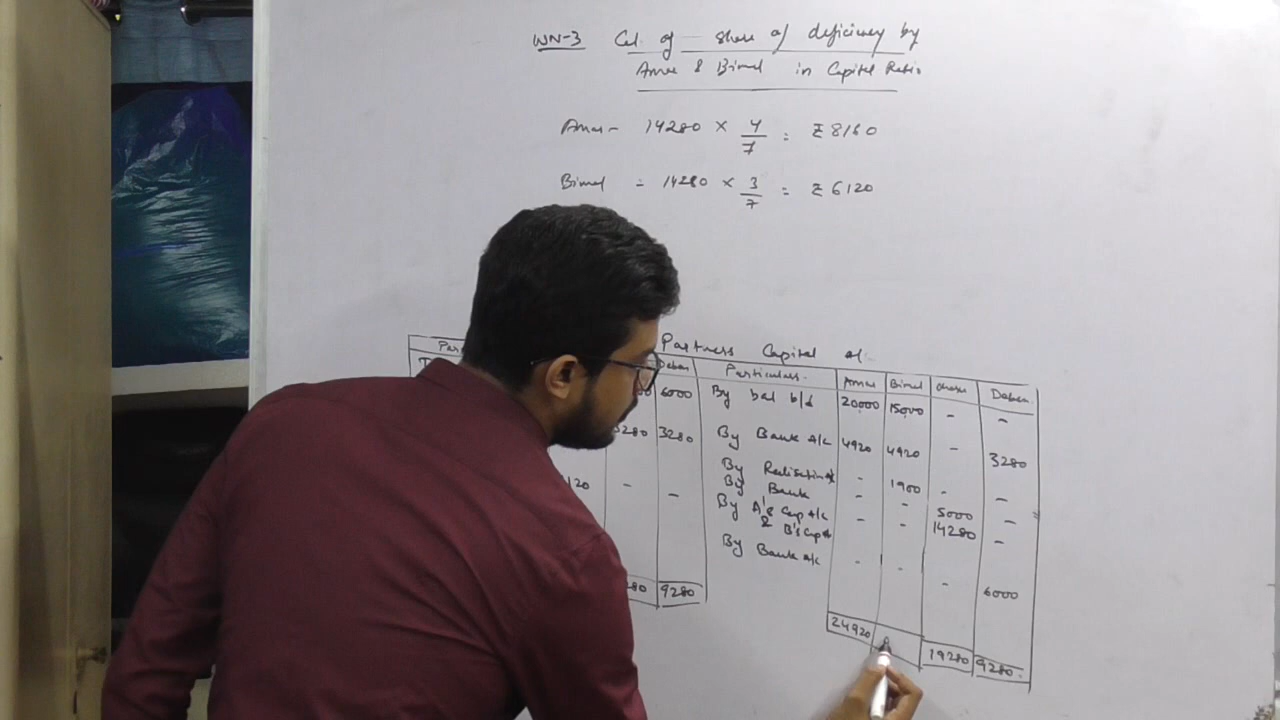 WN-3 Cal. of share of deficiency by
Amar & Bimal in Capital Ratio
Amar - 14280 × 4/7 = ₹8160
Bimal = 14280 × 3/7 = ₹6120
Partners Capital a/c
Particulars. Amar Bimal Daben
6000 By bal b/d 20000 15000 - -
3280 3280 By Bank A/c 4920 4920 - 3280
By Realisation - 1900 - -
120 - - By Bank - - 5000 -
By A's Cap A/c - - 14280 -
& B's Cap
By Bank A/c - - - 6000
280 9280
24920 19280 9280